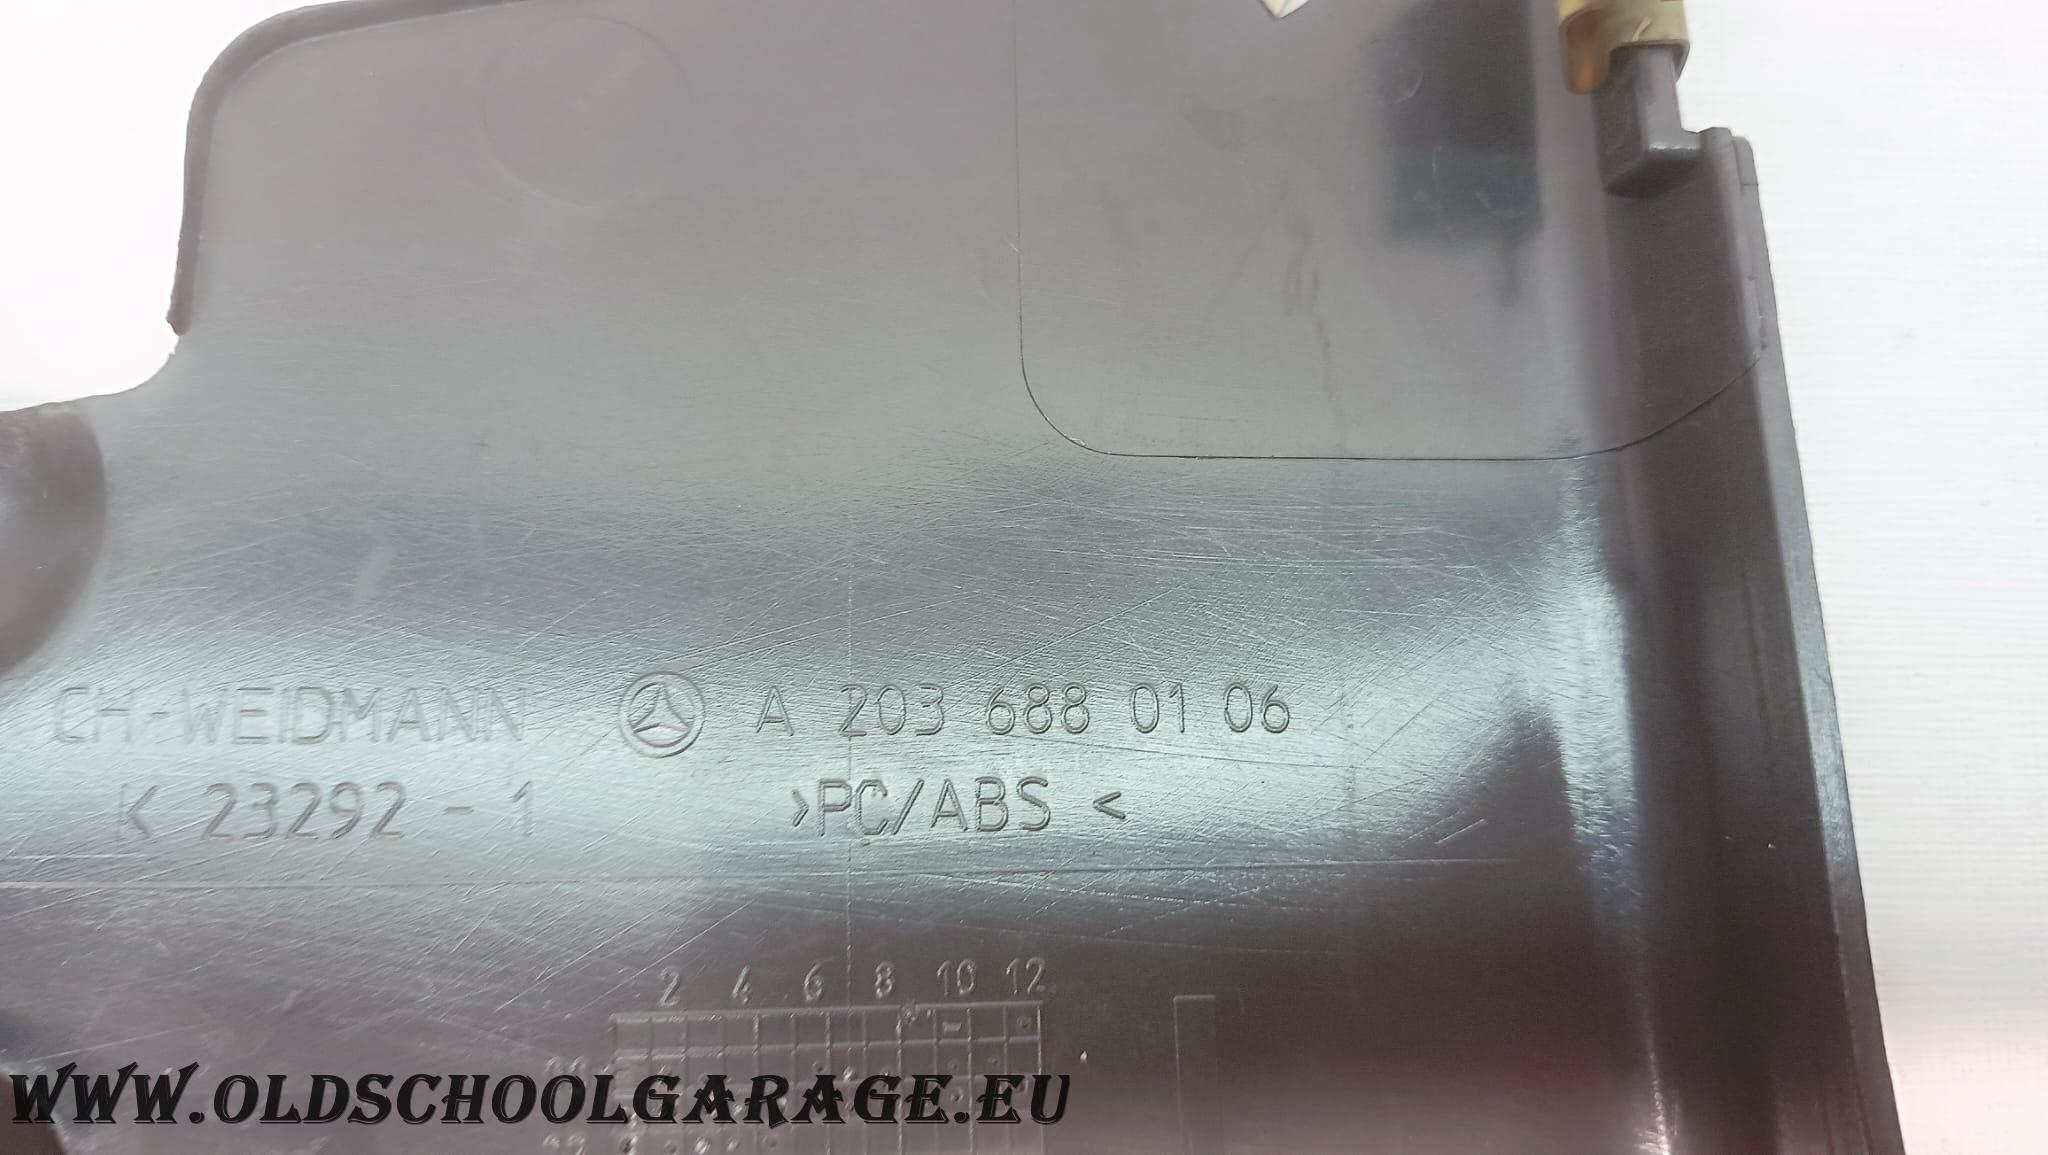 CH-WEIDMANN A 203 688 01 06
K 23292 - 1 >PC/ABS <
2 4 6 8 10 12
WWW.OLDSCHOOLGARAGE.EU